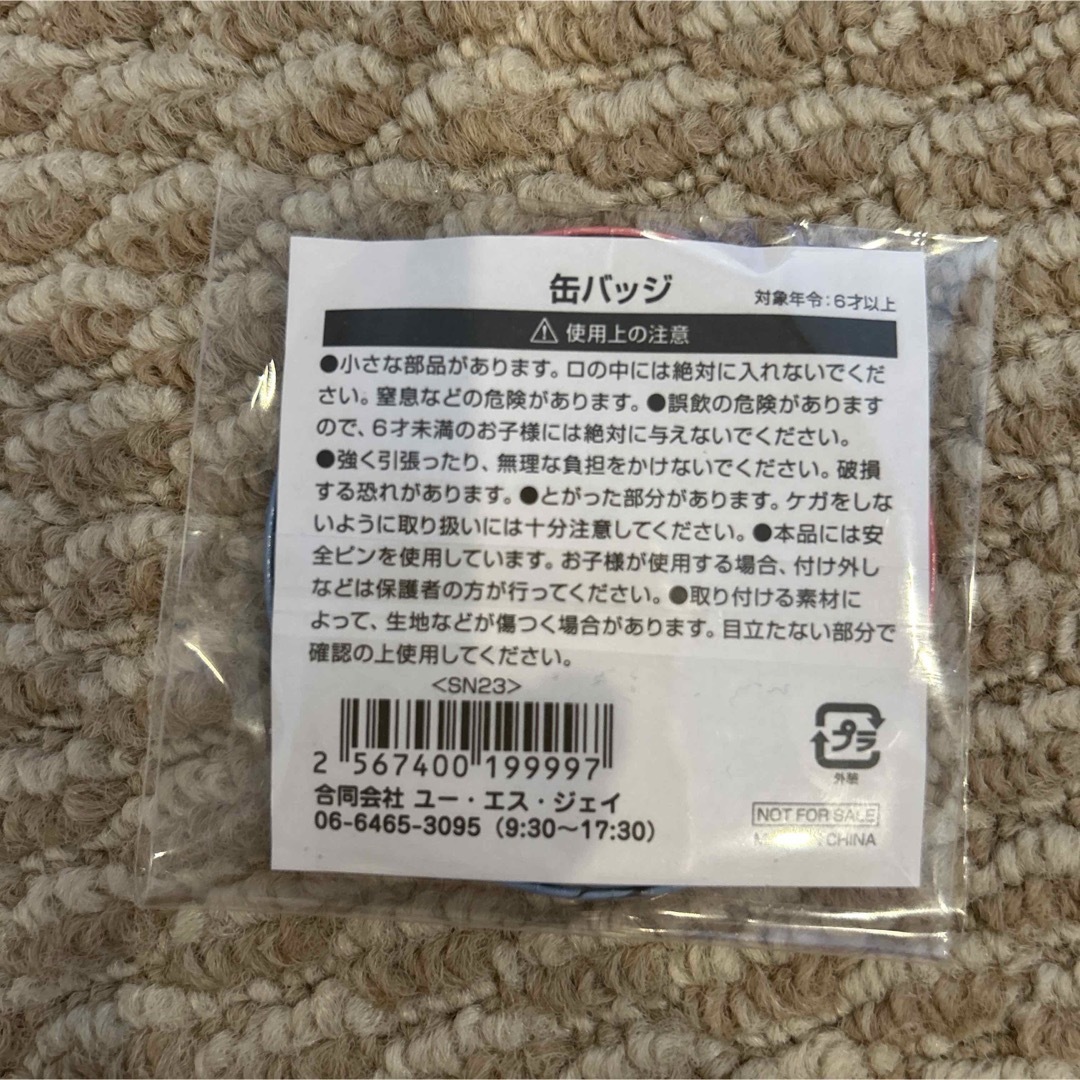 缶バッジ
対象年令:6才以上
使用上の注意
●小さな部品があります。口の中には絶対に入れないでくだ
さい。窒息などの危険があります。●誤飲の危険があります
ので、6才未満のお子様には絶対に与えないでください。
●強く引張ったり、無理な負担をかけないでください。破損
する恐れがあります。●とがった部分があります。ケガをしな
いように取り扱いには十分注意してください。●本品には安
全ピンを使用しています。お子様が使用する場合、付け外し
などは保護者の方が行ってください。●取り付ける素材に
よって、生地などが傷つく場合があります。目立たない部分で
確認の上使用してください。
<SN23>
2 567400 199997
プラ
外装
合同会社 ユー・エス・ジェイ
06-6465-3095(9:30〜17:30)
NOT FOR SALE
CHINA